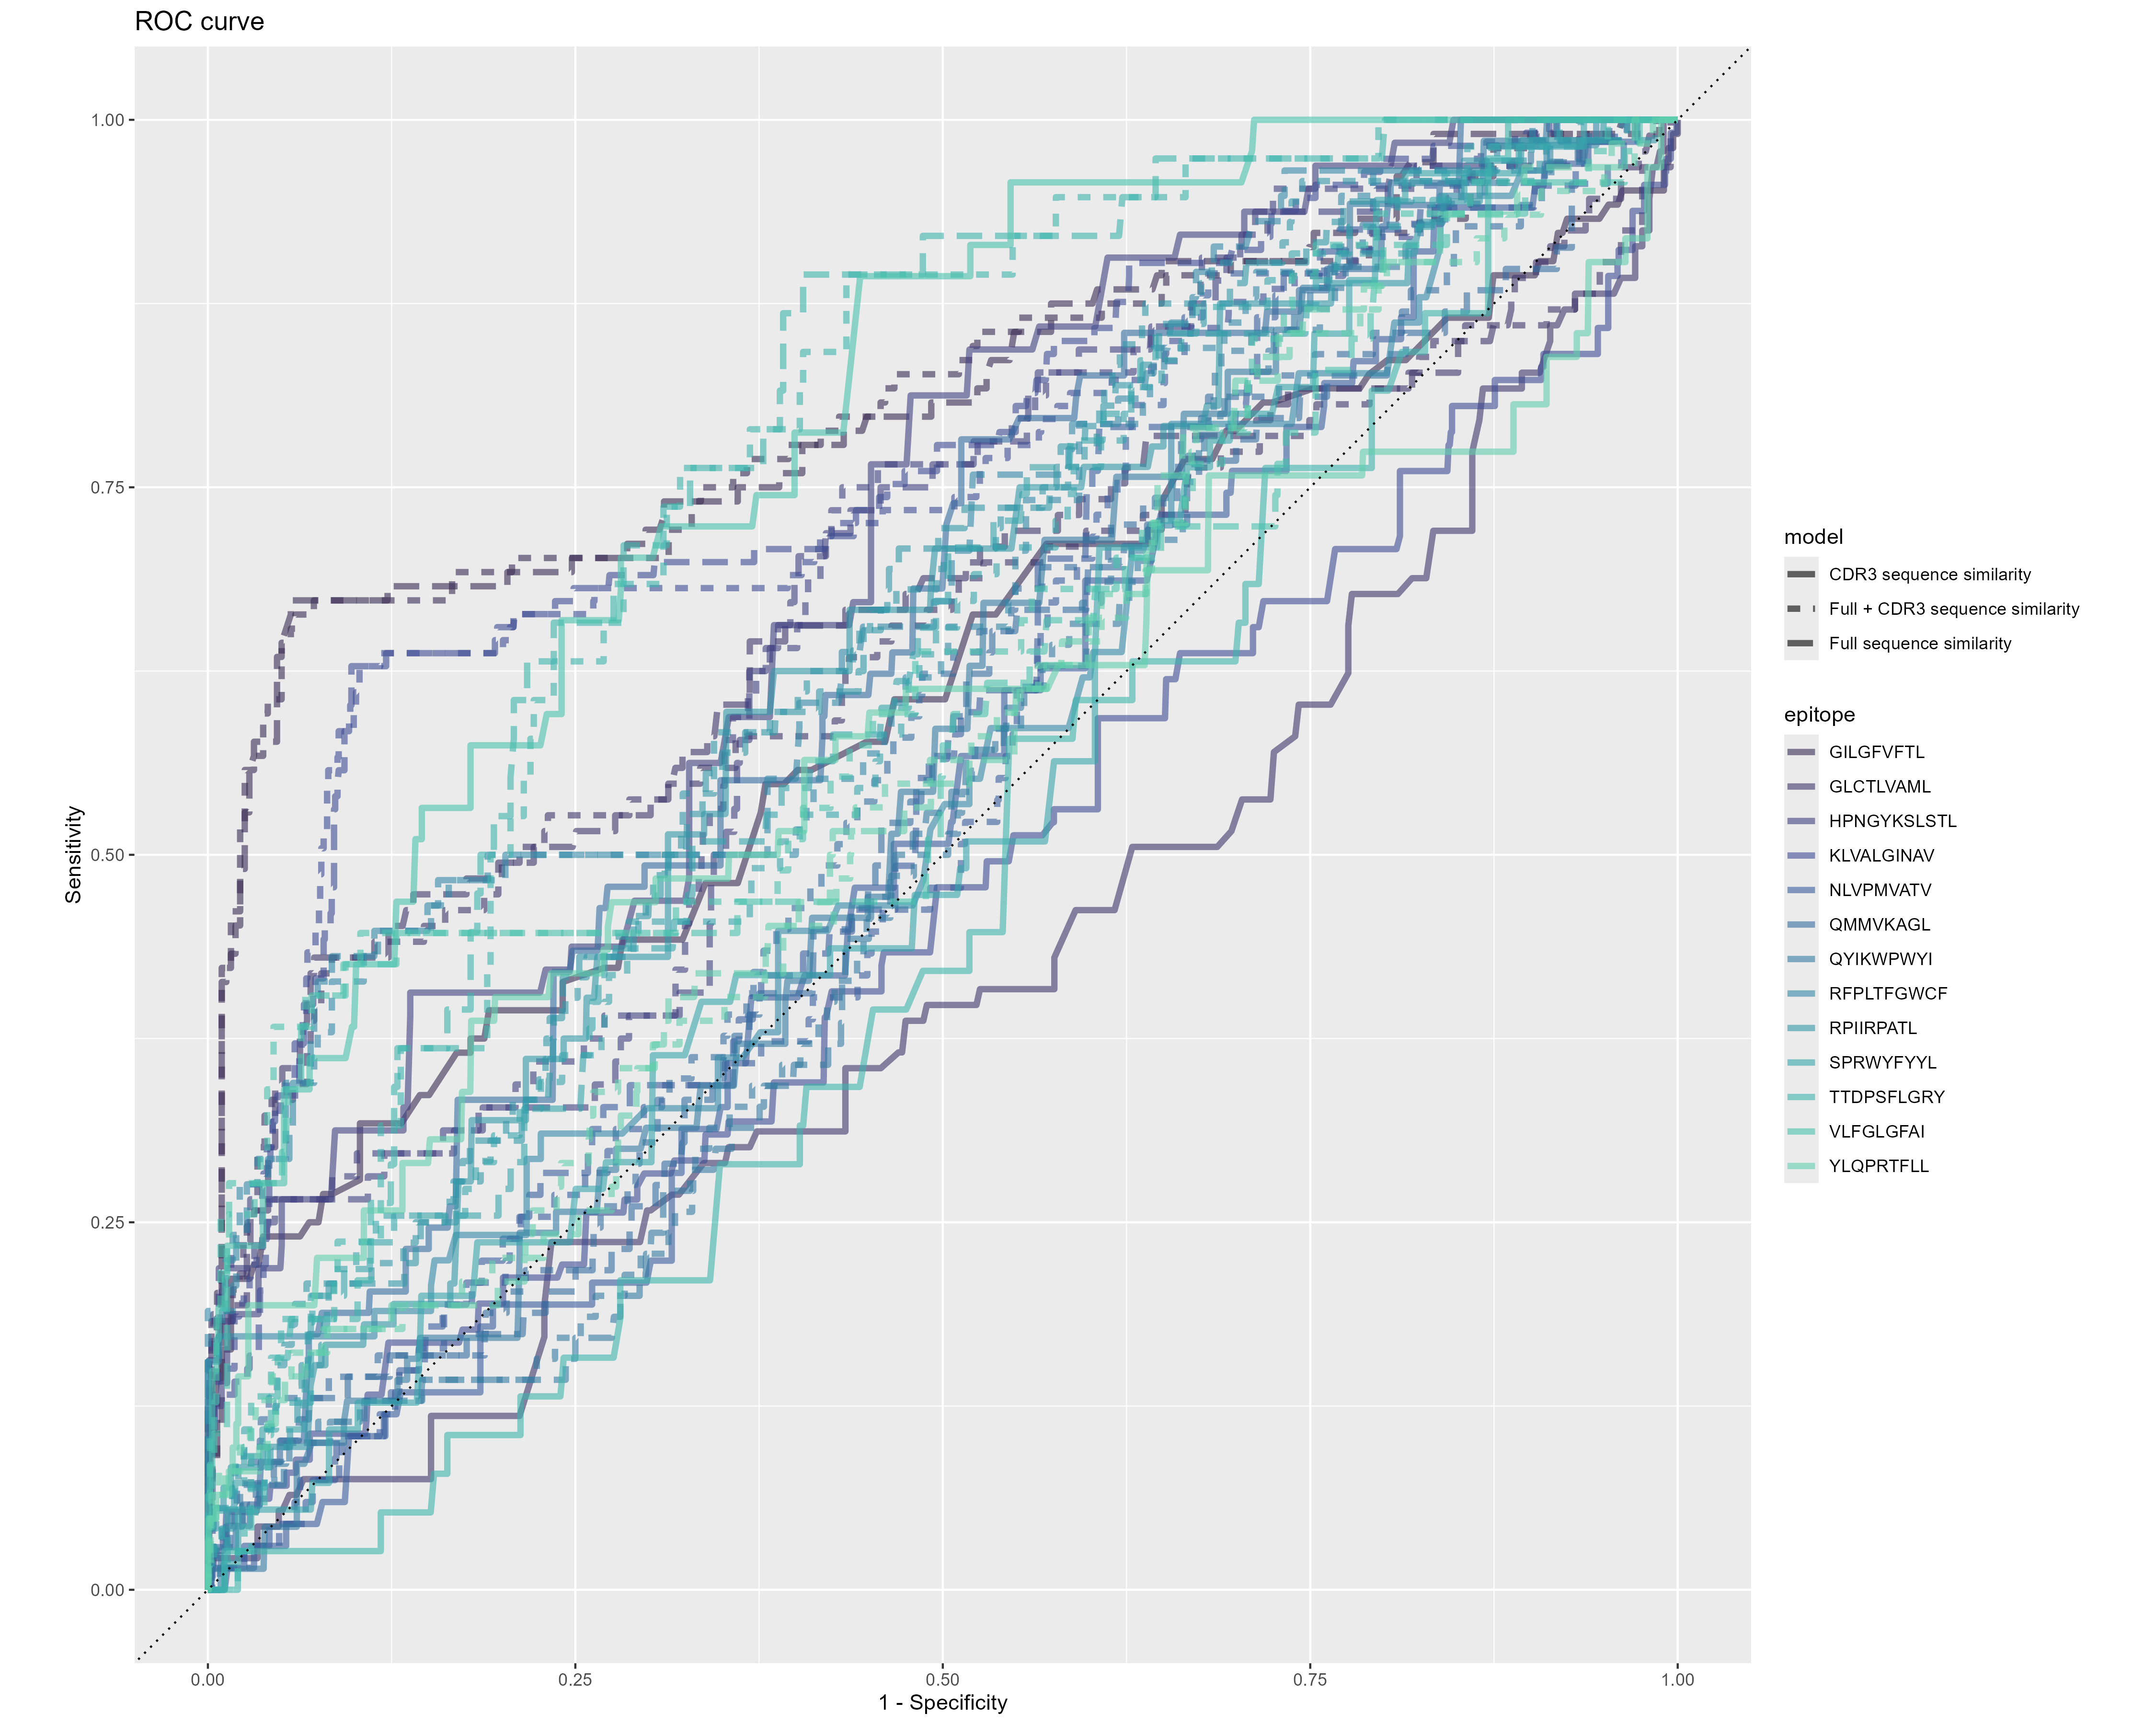 ROC curve
1.00
0.75
0.50
0.25
0.00
Sensitivity
0.00 0.25 0.50 0.75 1.00
1 - Specificity
model
CDR3 sequence similarity
Full + CDR3 sequence similarity
Full sequence similarity
epitope
GILGFVFTL
GLCTLVAML
HPNGYKSLSTL
KLVALGINAV
NLVPMVATV
QMMVKAGL
QYIKWPWYI
RFPLTFGWCF
RPIIRPATL
SPRWYFYYL
TTDPSFLGRY
VLFGLGFAI
YLQPRTFLL